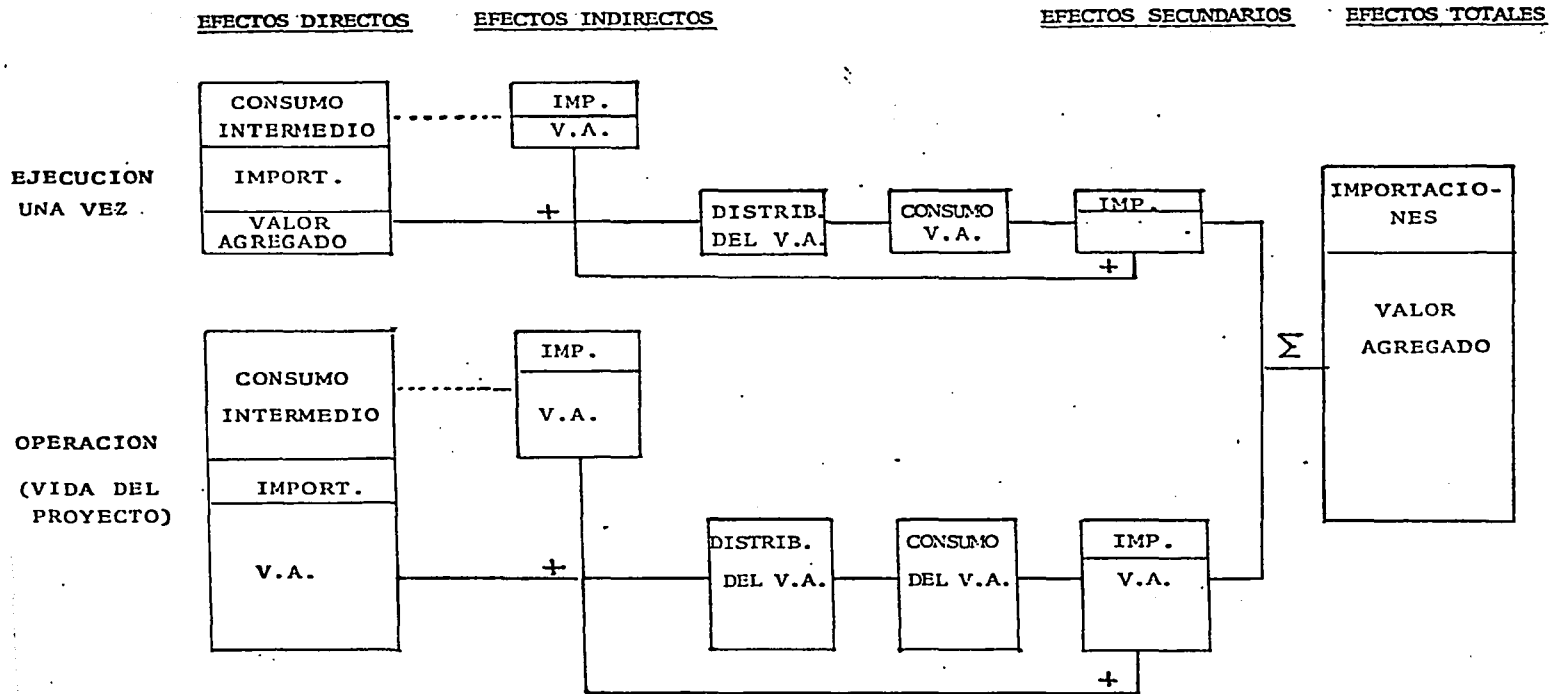 EFECTOS DIRECTOS
EFECTOS INDIRECTOS
EFECTOS SECUNDARIOS
EFECTOS TOTALES
EJECUCION
UNA VEZ
CONSUMO
INTERMEDIO
IMPORT.
VALOR
AGREGADO
IMP.
V.A.
+
DISTRIB.
DEL V.A.
CONSUMO
V.A.
IMP.
+
IMPORTACIO-
NES
VALOR
AGREGADO
Σ
OPERACION
(VIDA DEL
PROYECTO)
CONSUMO
INTERMEDIO
IMPORT.
V.A.
IMP.
V.A.
+
DISTRIB.
DEL V.A.
CONSUMO
DEL V.A.
IMP.
V.A.
+